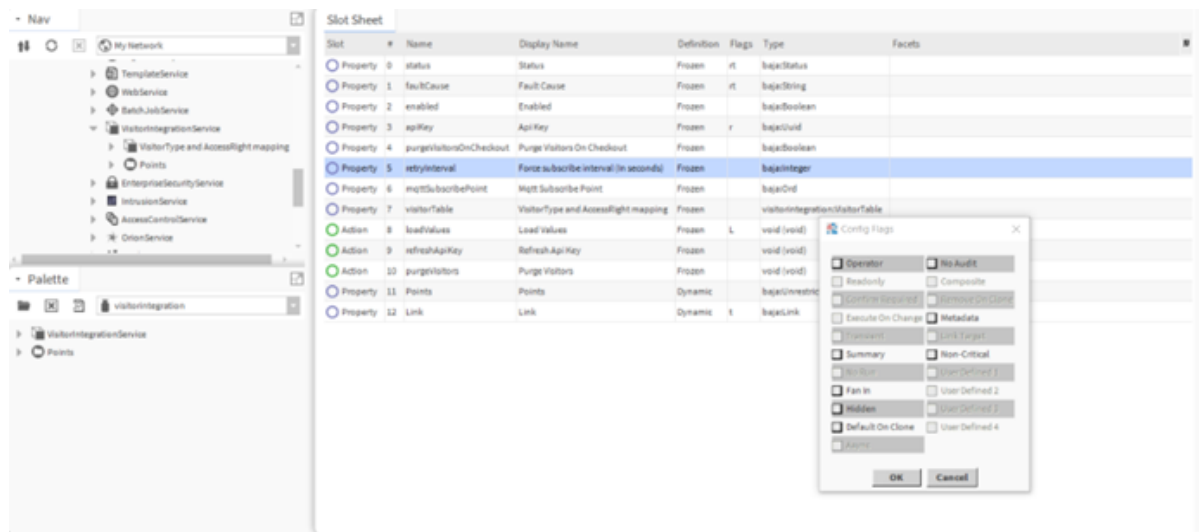 Nav
My Network
TemplateService
WebService
BatchJobService
VisitorIntegrationService
VisitorType and AccessRight mapping
Points
EnterpriseSecurityService
IntrusionService
AccessControlService
OrionService
Palette
visitorintegration
VisitorIntegrationService
Points
Slot Sheet
Slot # Name Display Name Definition Flags Type Facets
Property 0 status Status Frozen rt baja:Status
Property 1 faultCause Fault Cause Frozen rt baja:String
Property 2 enabled Enabled Frozen baja:Boolean
Property 3 apiKey Api Key Frozen r baja:Uuid
Property 4 purgeVisitorsOnCheckout Purge Visitors On Checkout Frozen baja:Boolean
Property 5 retryInterval Force subscribe interval (in seconds) Frozen baja:Integer
Property 6 mqttSubscribePoint Mqtt Subscribe Point Frozen baja:Ord
Property 7 visitorTable VisitorType and AccessRight mapping Frozen visitorintegration:VisitorTable
Action 8 loadValues Load Values Frozen L void (void)
Action 9 refreshApiKey Refresh Api Key Frozen void (void)
Action 10 purgeVisitors Purge Visitors Frozen void (void)
Property 11 Points Points Dynamic baja:Unrestric
Property 12 Link Link Dynamic t baja:Link
Config Flags
Operator No Audit
Readonly Composite
Confirm Required Remove On Clone
Execute On Change Metadata
Transient Link Target
Summary Non-Critical
No Run User Defined 1
Fan In User Defined 2
Hidden User Defined 3
Default On Clone User Defined 4
Async
OK Cancel